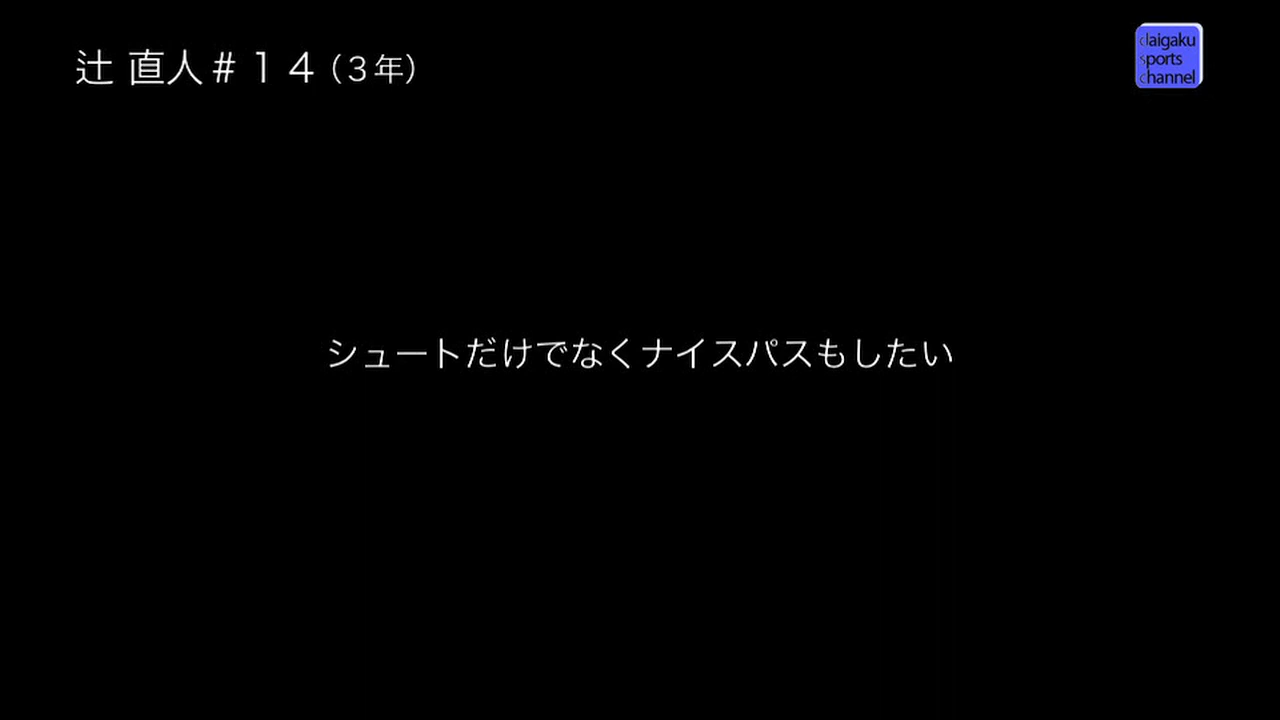 辻 直人＃１４（３年）
daigaku
sports
channel
シュートだけでなくナイスパスもしたい